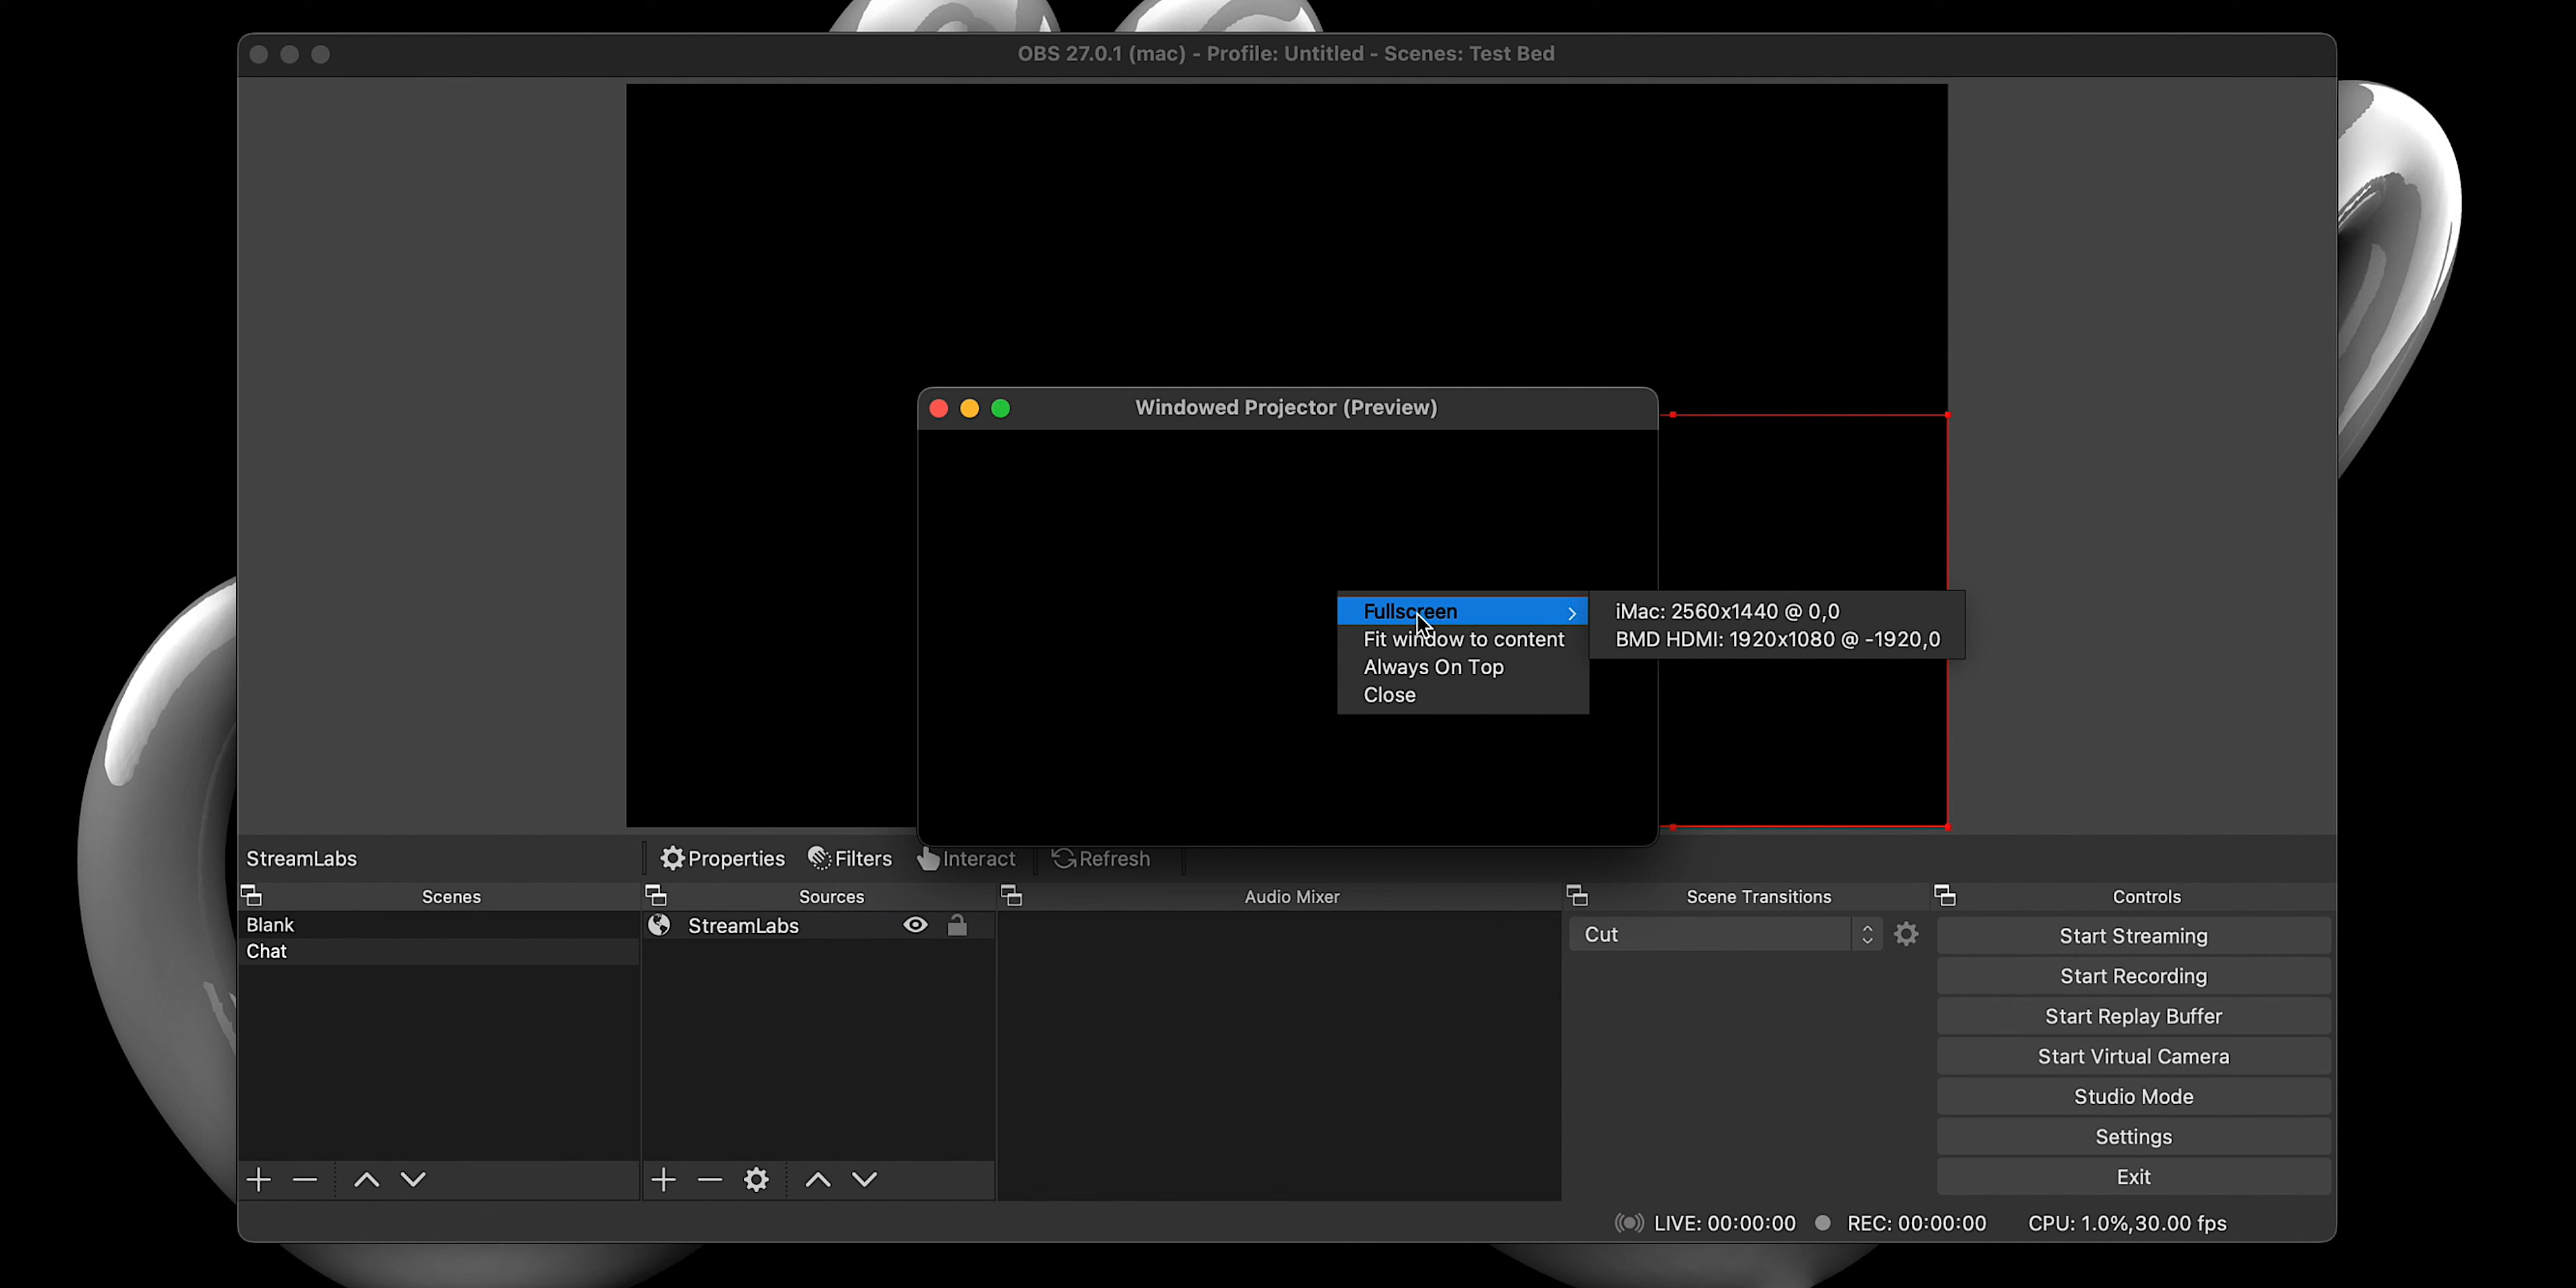 OBS 27.0.1 (mac) - Profile: Untitled - Scenes: Test Bed
Windowed Projector (Preview)
Fullscreen
Fit window to content
Always On Top
Close
iMac: 2560x1440 @ 0,0
BMD HDMI: 1920x1080 @ -1920,0
StreamLabs
Properties
Filters
Interact
Refresh
Scenes
Blank
Chat
Sources
StreamLabs
Audio Mixer
Scene Transitions
Cut
Controls
Start Streaming
Start Recording
Start Replay Buffer
Start Virtual Camera
Studio Mode
Settings
Exit
LIVE: 00:00:00
REC: 00:00:00
CPU: 1.0%,30.00 fps